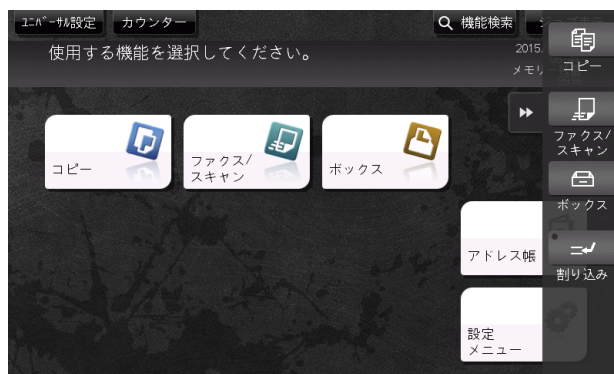 ユニバーサル設定
カウンター
機能検索
使用する機能を選択してください。
2015.
メモリ
コピー
ファクス/
スキャン
ボックス
アドレス帳
設定
メニュー
コピー
ファクス/
スキャン
ボックス
割り込み